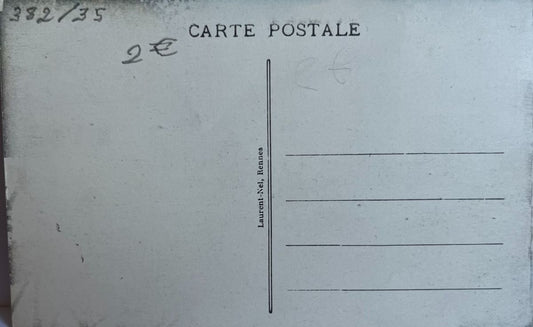 382/35
CARTE POSTALE
2€
Laurent-Nel, Rennes